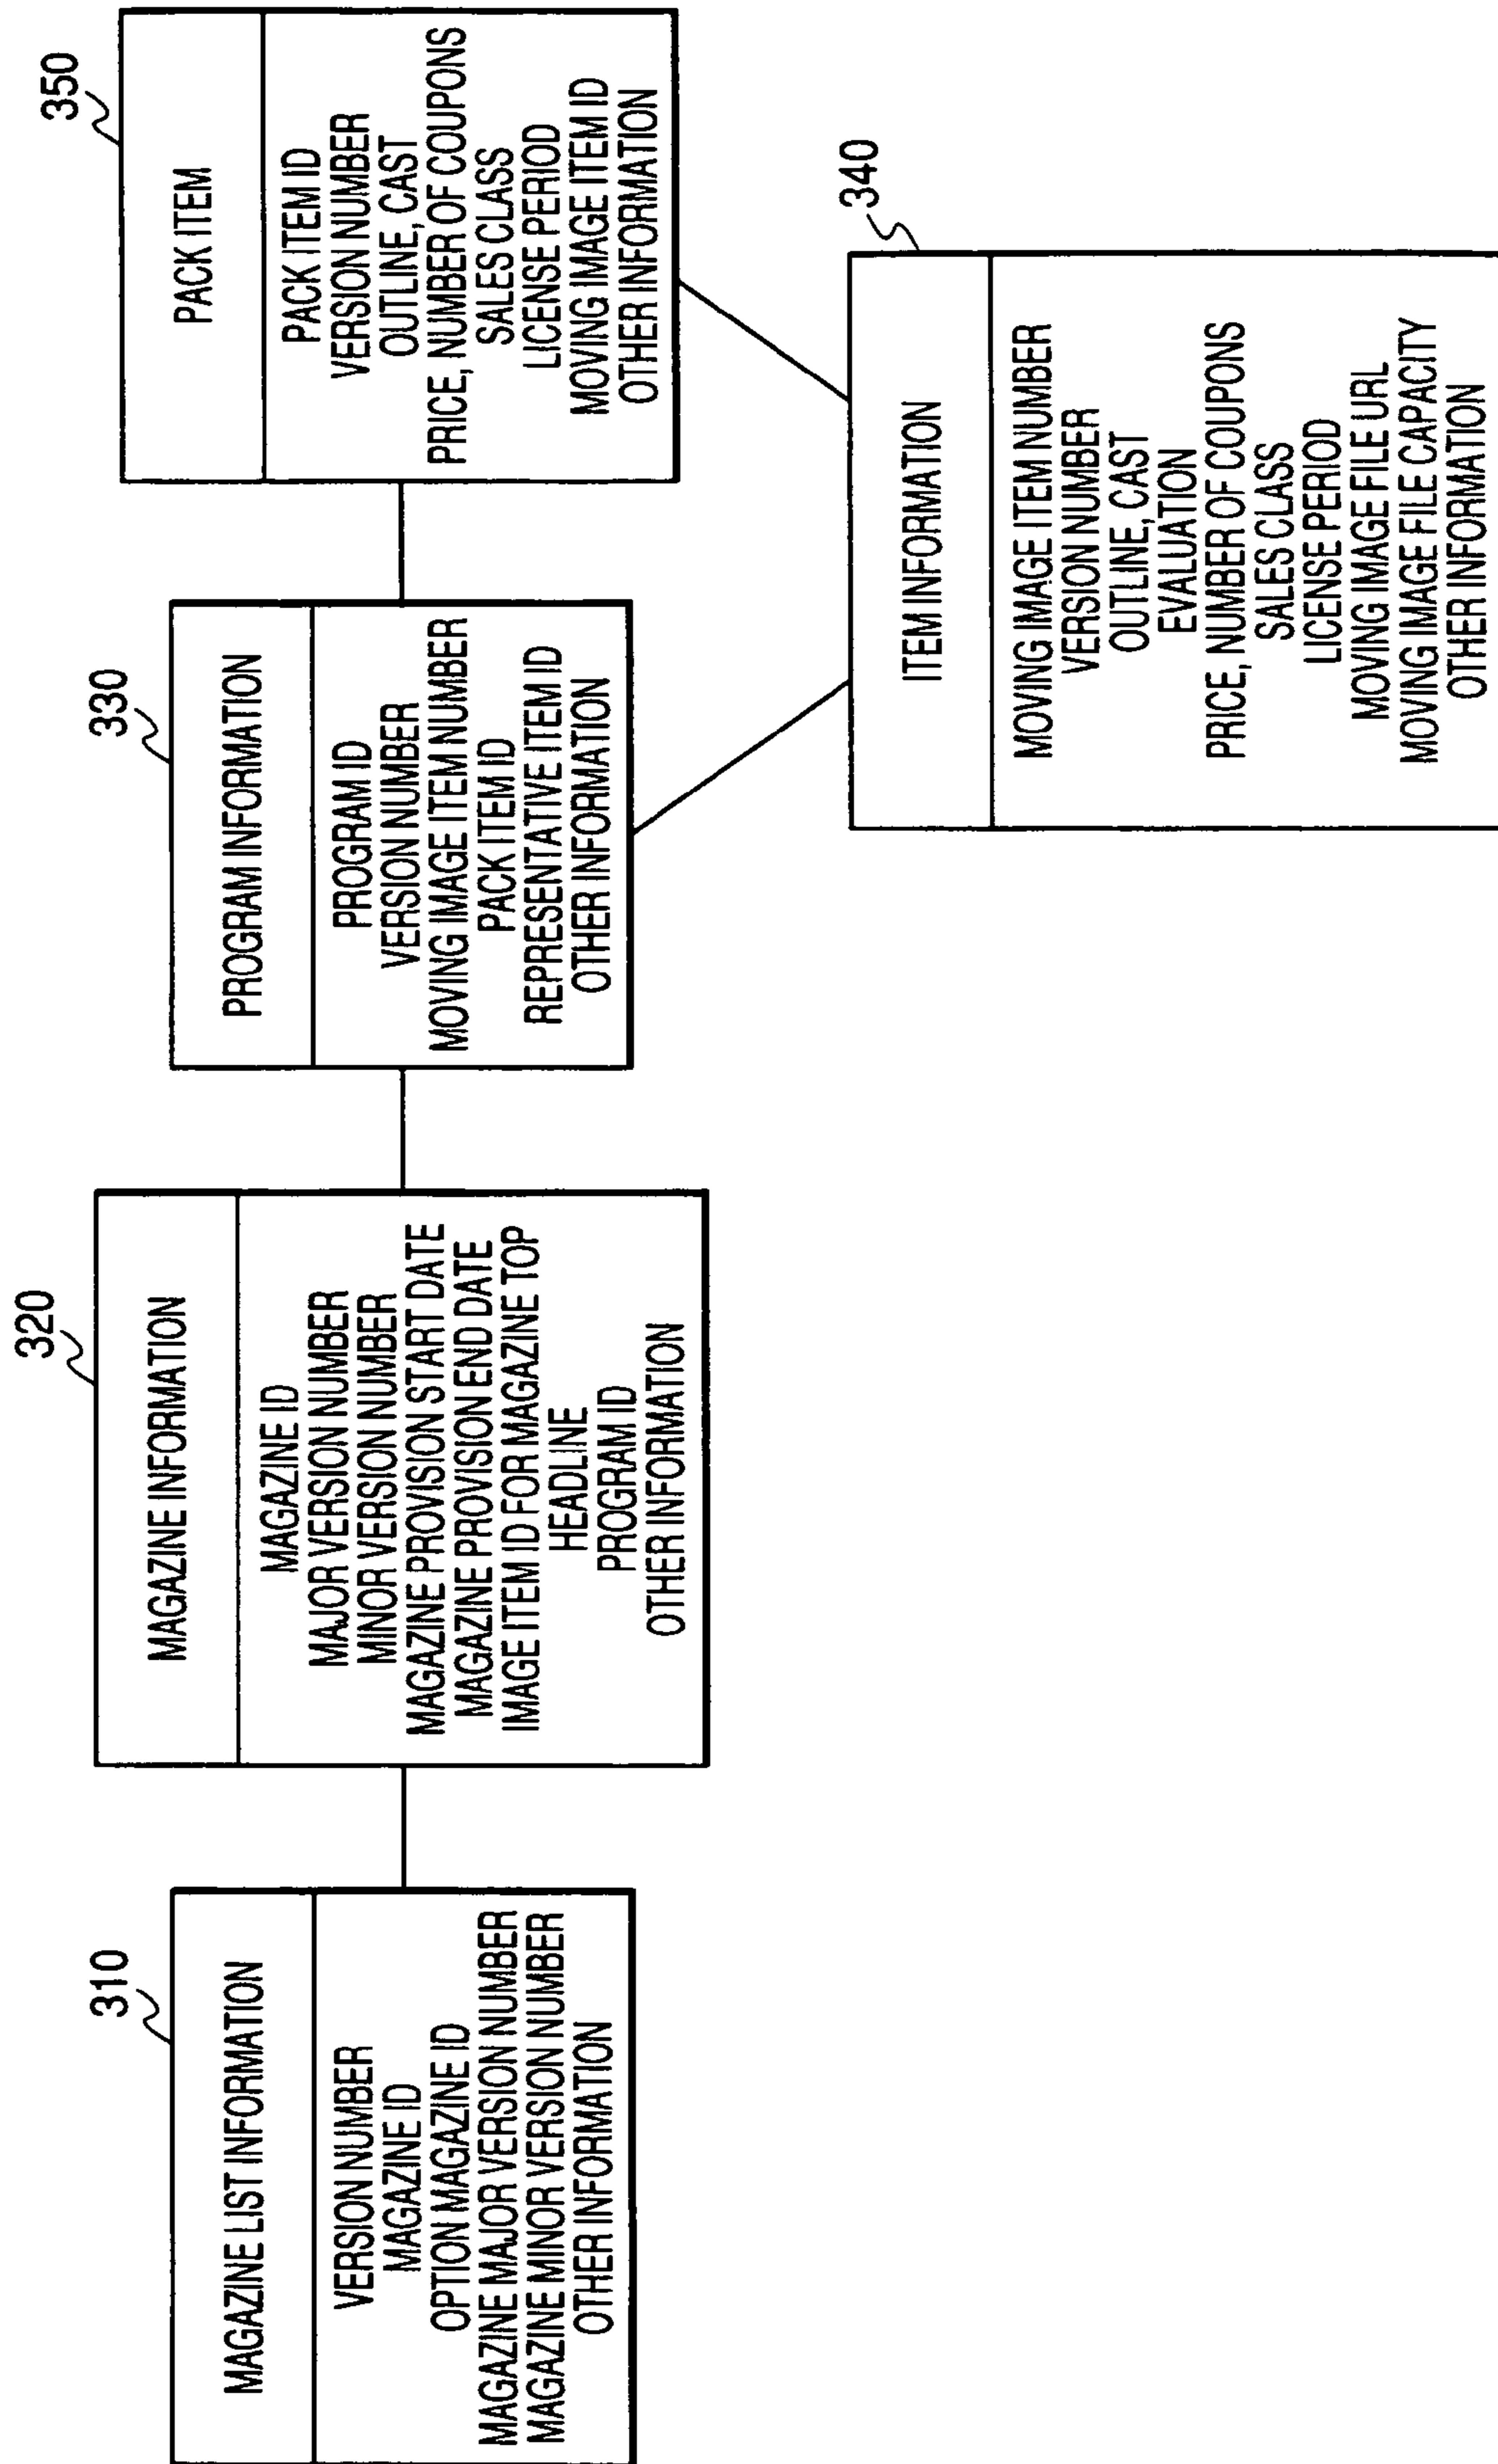 310
MAGAZINE LIST INFORMATION
VERSION NUMBER
MAGAZINE ID
OPTION MAGAZINE ID
MAGAZINE MAJOR VERSION NUMBER
MAGAZINE MINOR VERSION NUMBER
OTHER INFORMATION
320
MAGAZINE INFORMATION
MAGAZINE ID
MAJOR VERSION NUMBER
MINOR VERSION NUMBER
MAGAZINE PROVISION START DATE
MAGAZINE PROVISION END DATE
IMAGE ITEM ID FOR MAGAZINE TOP
HEADLINE
PROGRAM ID
OTHER INFORMATION
330
PROGRAM INFORMATION
PROGRAM ID
VERSION NUMBER
MOVING IMAGE ITEM NUMBER
PACK ITEM ID
REPRESENTATIVE ITEM ID
OTHER INFORMATION
350
PACK ITEM
PACK ITEM ID
VERSION NUMBER
OUTLINE, CAST
PRICE, NUMBER OF COUPONS
SALES CLASS
LICENSE PERIOD
MOVING IMAGE ITEM ID
OTHER INFORMATION
340
ITEM INFORMATION
MOVING IMAGE ITEM NUMBER
VERSION NUMBER
OUTLINE, CAST
EVALUATION
PRICE, NUMBER OF COUPONS
SALES CLASS
LICENSE PERIOD
MOVING IMAGE FILE URL
MOVING IMAGE FILE CAPACITY
OTHER INFORMATION